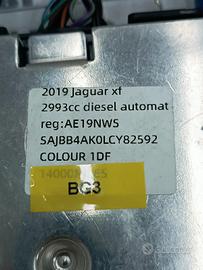 2019 Jaguar xf
2993cc diesel automat
reg:AE19NWS
SAJBB4AK0LCY82592
COLOUR 1DF
BG3